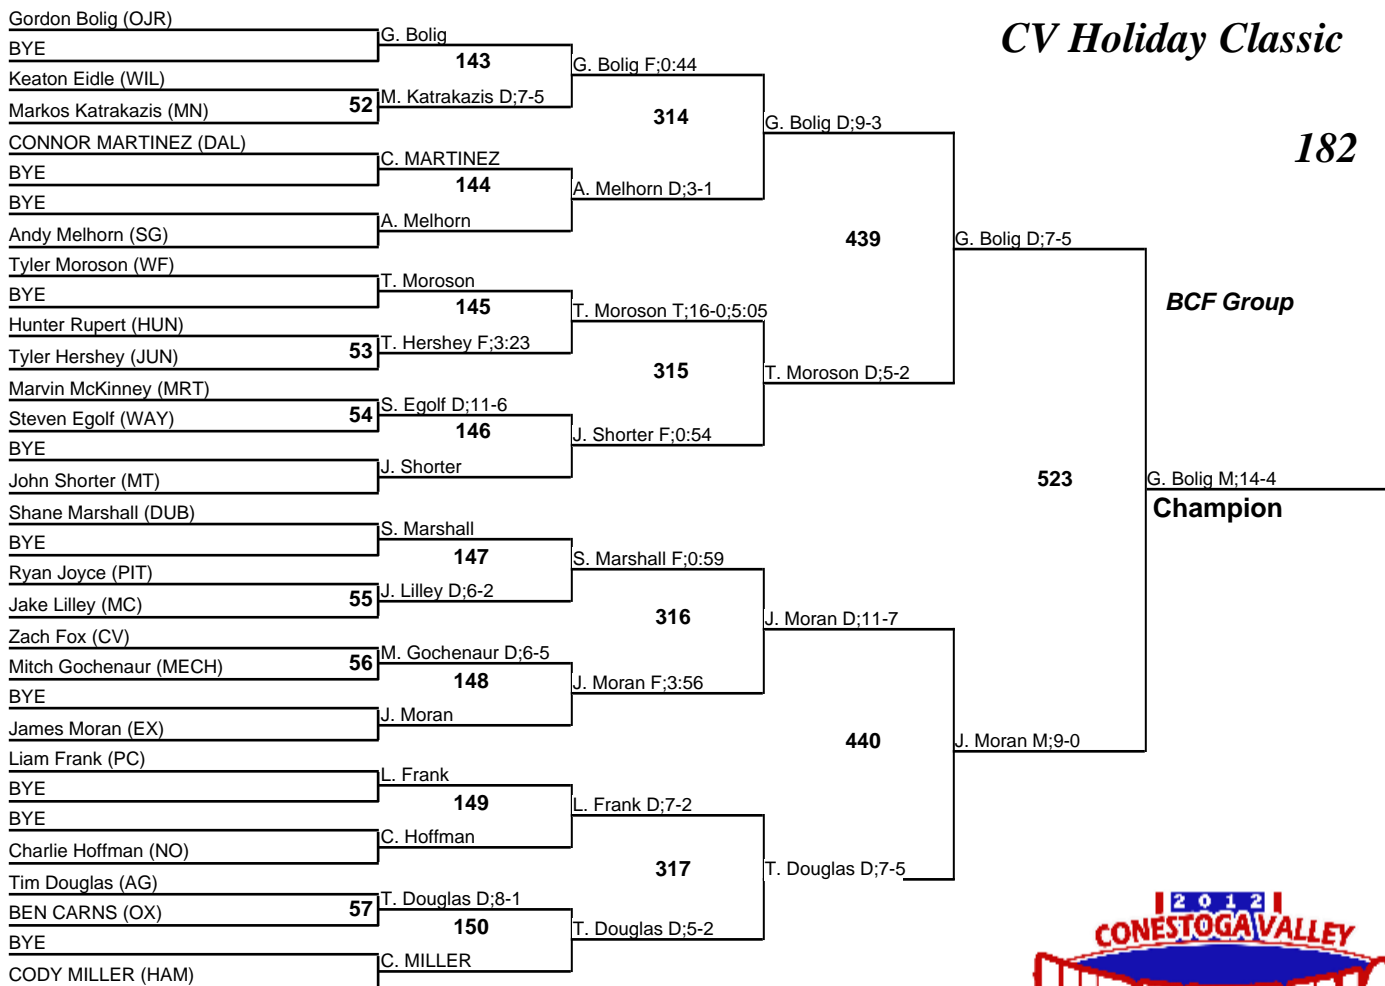 CV Holiday Classic
182
BCF Group
Gordon Bolig (OJR)
BYE
Keaton Eidle (WIL)
Markos Katrakazis (MN)
CONNOR MARTINEZ (DAL)
BYE
BYE
Andy Melhorn (SG)
Tyler Moroson (WF)
BYE
Hunter Rupert (HUN)
Tyler Hershey (JUN)
Marvin McKinney (MRT)
Steven Egolf (WAY)
BYE
John Shorter (MT)
Shane Marshall (DUB)
BYE
Ryan Joyce (PIT)
Jake Lilley (MC)
Zach Fox (CV)
Mitch Gochenaur (MECH)
BYE
James Moran (EX)
Liam Frank (PC)
BYE
BYE
Charlie Hoffman (NO)
Tim Douglas (AG)
BEN CARNS (OX)
BYE
CODY MILLER (HAM)
52
53
54
55
56
57
G. Bolig
143
M. Katrakazis D;7-5
C. MARTINEZ
144
A. Melhorn
T. Moroson
145
T. Hershey F;3:23
S. Egolf D;11-6
146
J. Shorter
S. Marshall
147
J. Lilley D;6-2
M. Gochenaur D;6-5
148
J. Moran
L. Frank
149
C. Hoffman
T. Douglas D;8-1
150
C. MILLER
G. Bolig F;0:44
314
A. Melhorn D;3-1
T. Moroson T;16-0;5:05
315
J. Shorter F;0:54
S. Marshall F;0:59
316
J. Moran F;3:56
L. Frank D;7-2
317
T. Douglas D;5-2
G. Bolig D;9-3
439
T. Moroson D;5-2
J. Moran D;11-7
440
T. Douglas D;7-5
G. Bolig D;7-5
523
J. Moran M;9-0
G. Bolig M;14-4
Champion
2012
CONESTOGA VALLEY